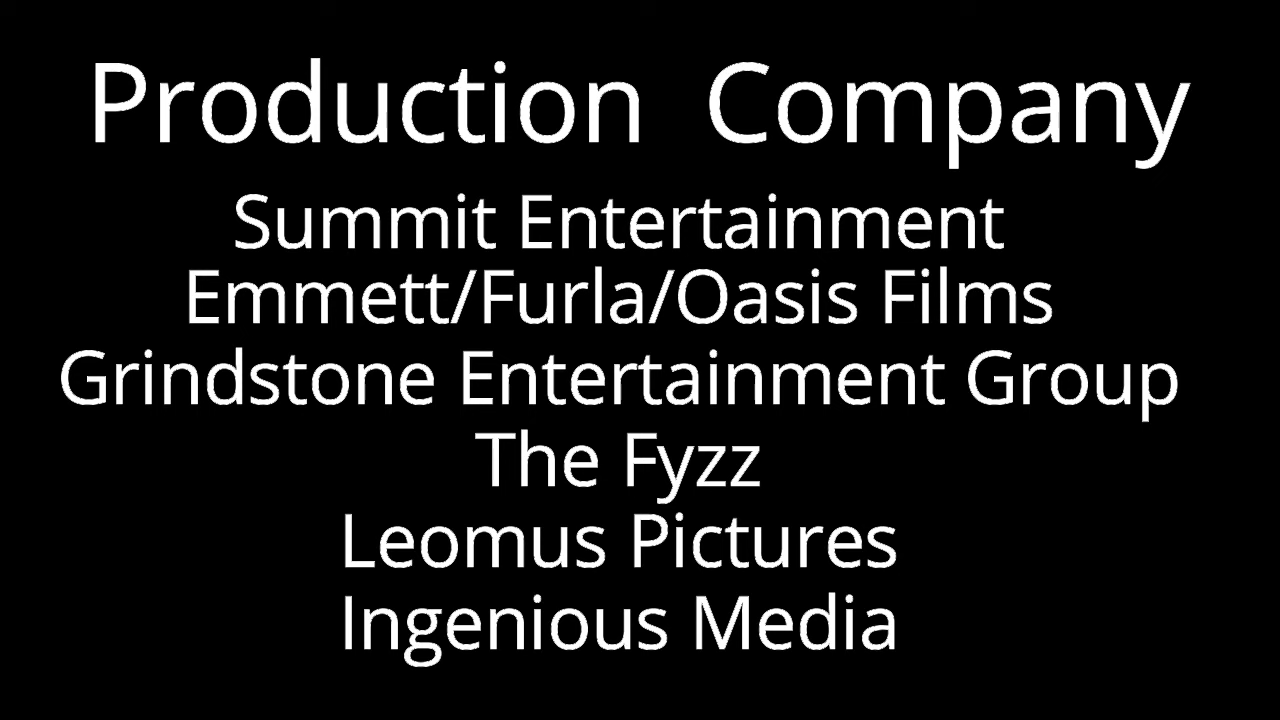 Production Company
Summit Entertainment
Emmett/Furla/Oasis Films
Grindstone Entertainment Group
The Fyzz
Leomus Pictures
Ingenious Media